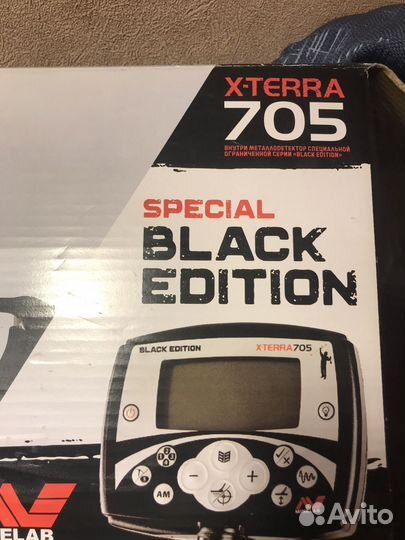 X-TERRA
705
ВНУТРИ МЕТАЛЛОДЕТЕКТОР СПЕЦИАЛЬНОЙ
ОГРАНИЧЕННОЙ СЕРИИ «BLACK EDITION»
SPECIAL
BLACK
EDITION
BLACK EDITION
X-TERRA705
AM
ELAB
Avito